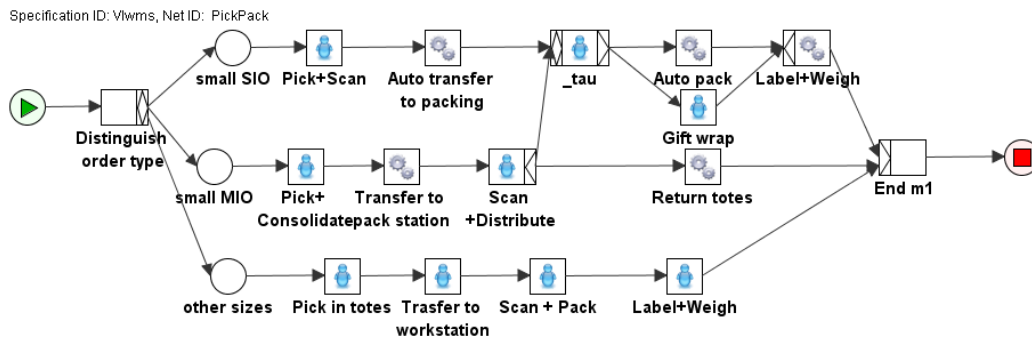 Specification ID: Vlwms, Net ID: PickPack
small SIO
Pick+Scan
Auto transfer
to packing
_tau
Auto pack
Label+Weigh
Distinguish
order type
Gift wrap
small MIO
Pick+
Consolidate
Transfer to
pack station
Scan
+Distribute
Return totes
End m1
other sizes
Pick in totes
Trasfer to
workstation
Scan + Pack
Label+Weigh